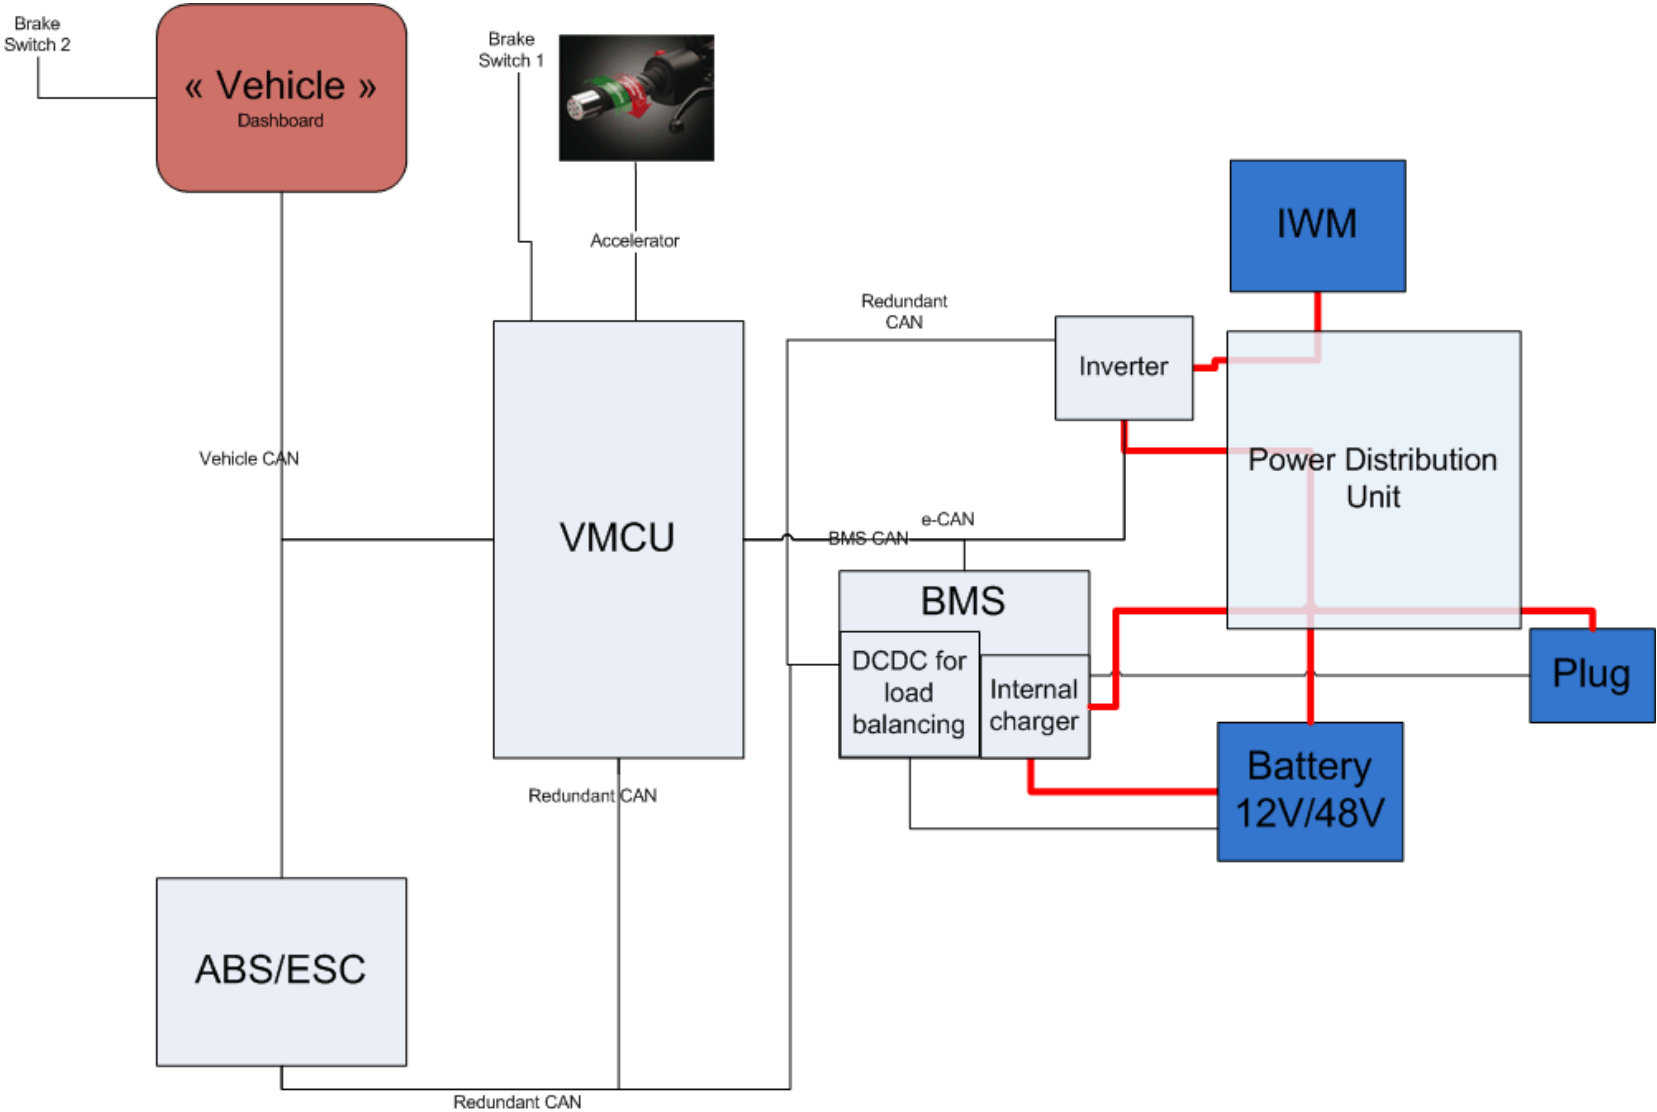 Brake
Switch 2
« Vehicle »
Dashboard
Brake
Switch 1
Accelerator
IWM
Redundant
CAN
Inverter
Power Distribution
Unit
Vehicle CAN
VMCU
e-CAN
BMS CAN
BMS
DCDC for
load
balancing
Internal
charger
Plug
Battery
12V/48V
Redundant CAN
ABS/ESC
Redundant CAN